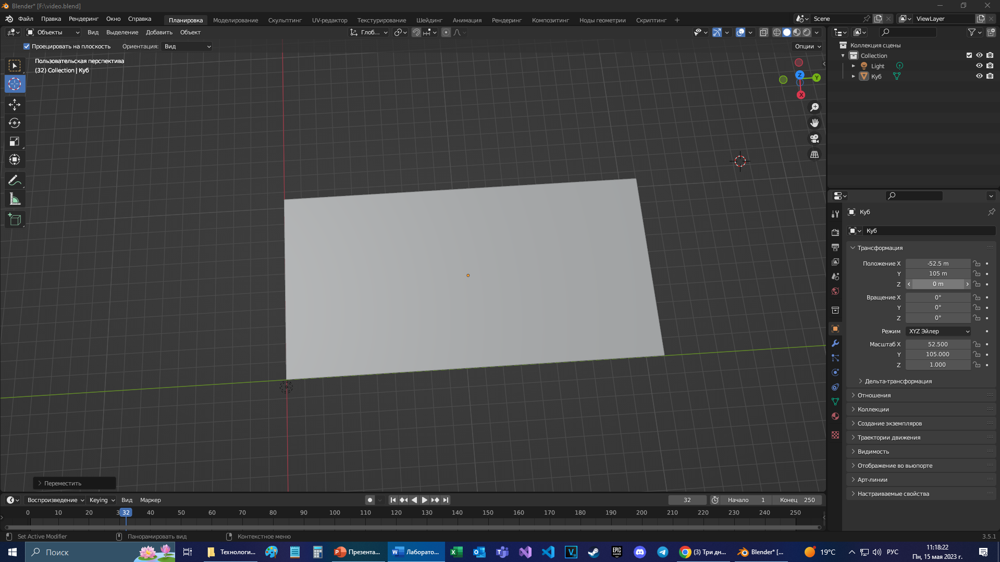 Blender* [F:\video.blend]
Файл Правка Рендеринг Окно Справка
Планировка Моделирование Скульптинг UV-редактор Текстурирование Шейдинг Анимация Рендеринг Композитинг Ноды геометрии Скриптинг +
Scene ViewLayer
Объекты Вид Выделение Добавить Объект
Глоб...
Проецировать на плоскость Ориентация: Вид
Опции
Пользовательская перспектива
(32) Collection | Куб
Z Y X
Переместить
Коллекция сцены
Collection
Light
Куб
Куб
Куб
Трансформация
Положение X -52.5 m
Y 105 m
Z 0 m
Вращение X 0°
Y 0°
Z 0°
Режим XYZ Эйлер
Масштаб X 52.500
Y 105.000
Z 1.000
Дельта-трансформация
Отношения
Коллекции
Создание экземпляров
Траектории движения
Видимость
Отображение во вьюпорте
Арт-линии
Настраиваемые свойства
Воспроизведение Keying Вид Маркер
32 Начало 1 Конец 250
0 10 20 3 32 40 50 60 70 80 90 100 110 120 130 140 150 160 170 180 190 200 210 220 230 240 250
Set Active Modifier Панорамировать вид Контекстное меню 3.5.1
Поиск Технологи... Презента... Лаборато... (3) Три дн... Blender* [... 19°C РУС
EPIC GAMES
11:18:22
Пн, 15 мая 2023 г.